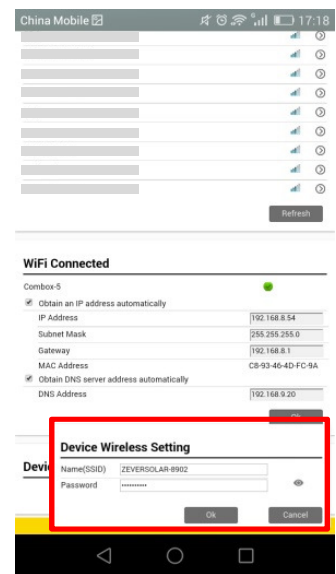 China Mobile 17:18
Refresh
WiFi Connected
Combox-5
Obtain an IP address automatically
IP Address 192.168.8.54
Subnet Mask 255.255.255.0
Gateway 192.168.8.1
MAC Address C8-93-46-4D-FC-9A
Obtain DNS server address automatically
DNS Address 192.168.9.20
Ok
Device Wireless Setting
Devi
Name(SSID) ZEVERSOLAR-8902
Password ··········
Ok Cancel